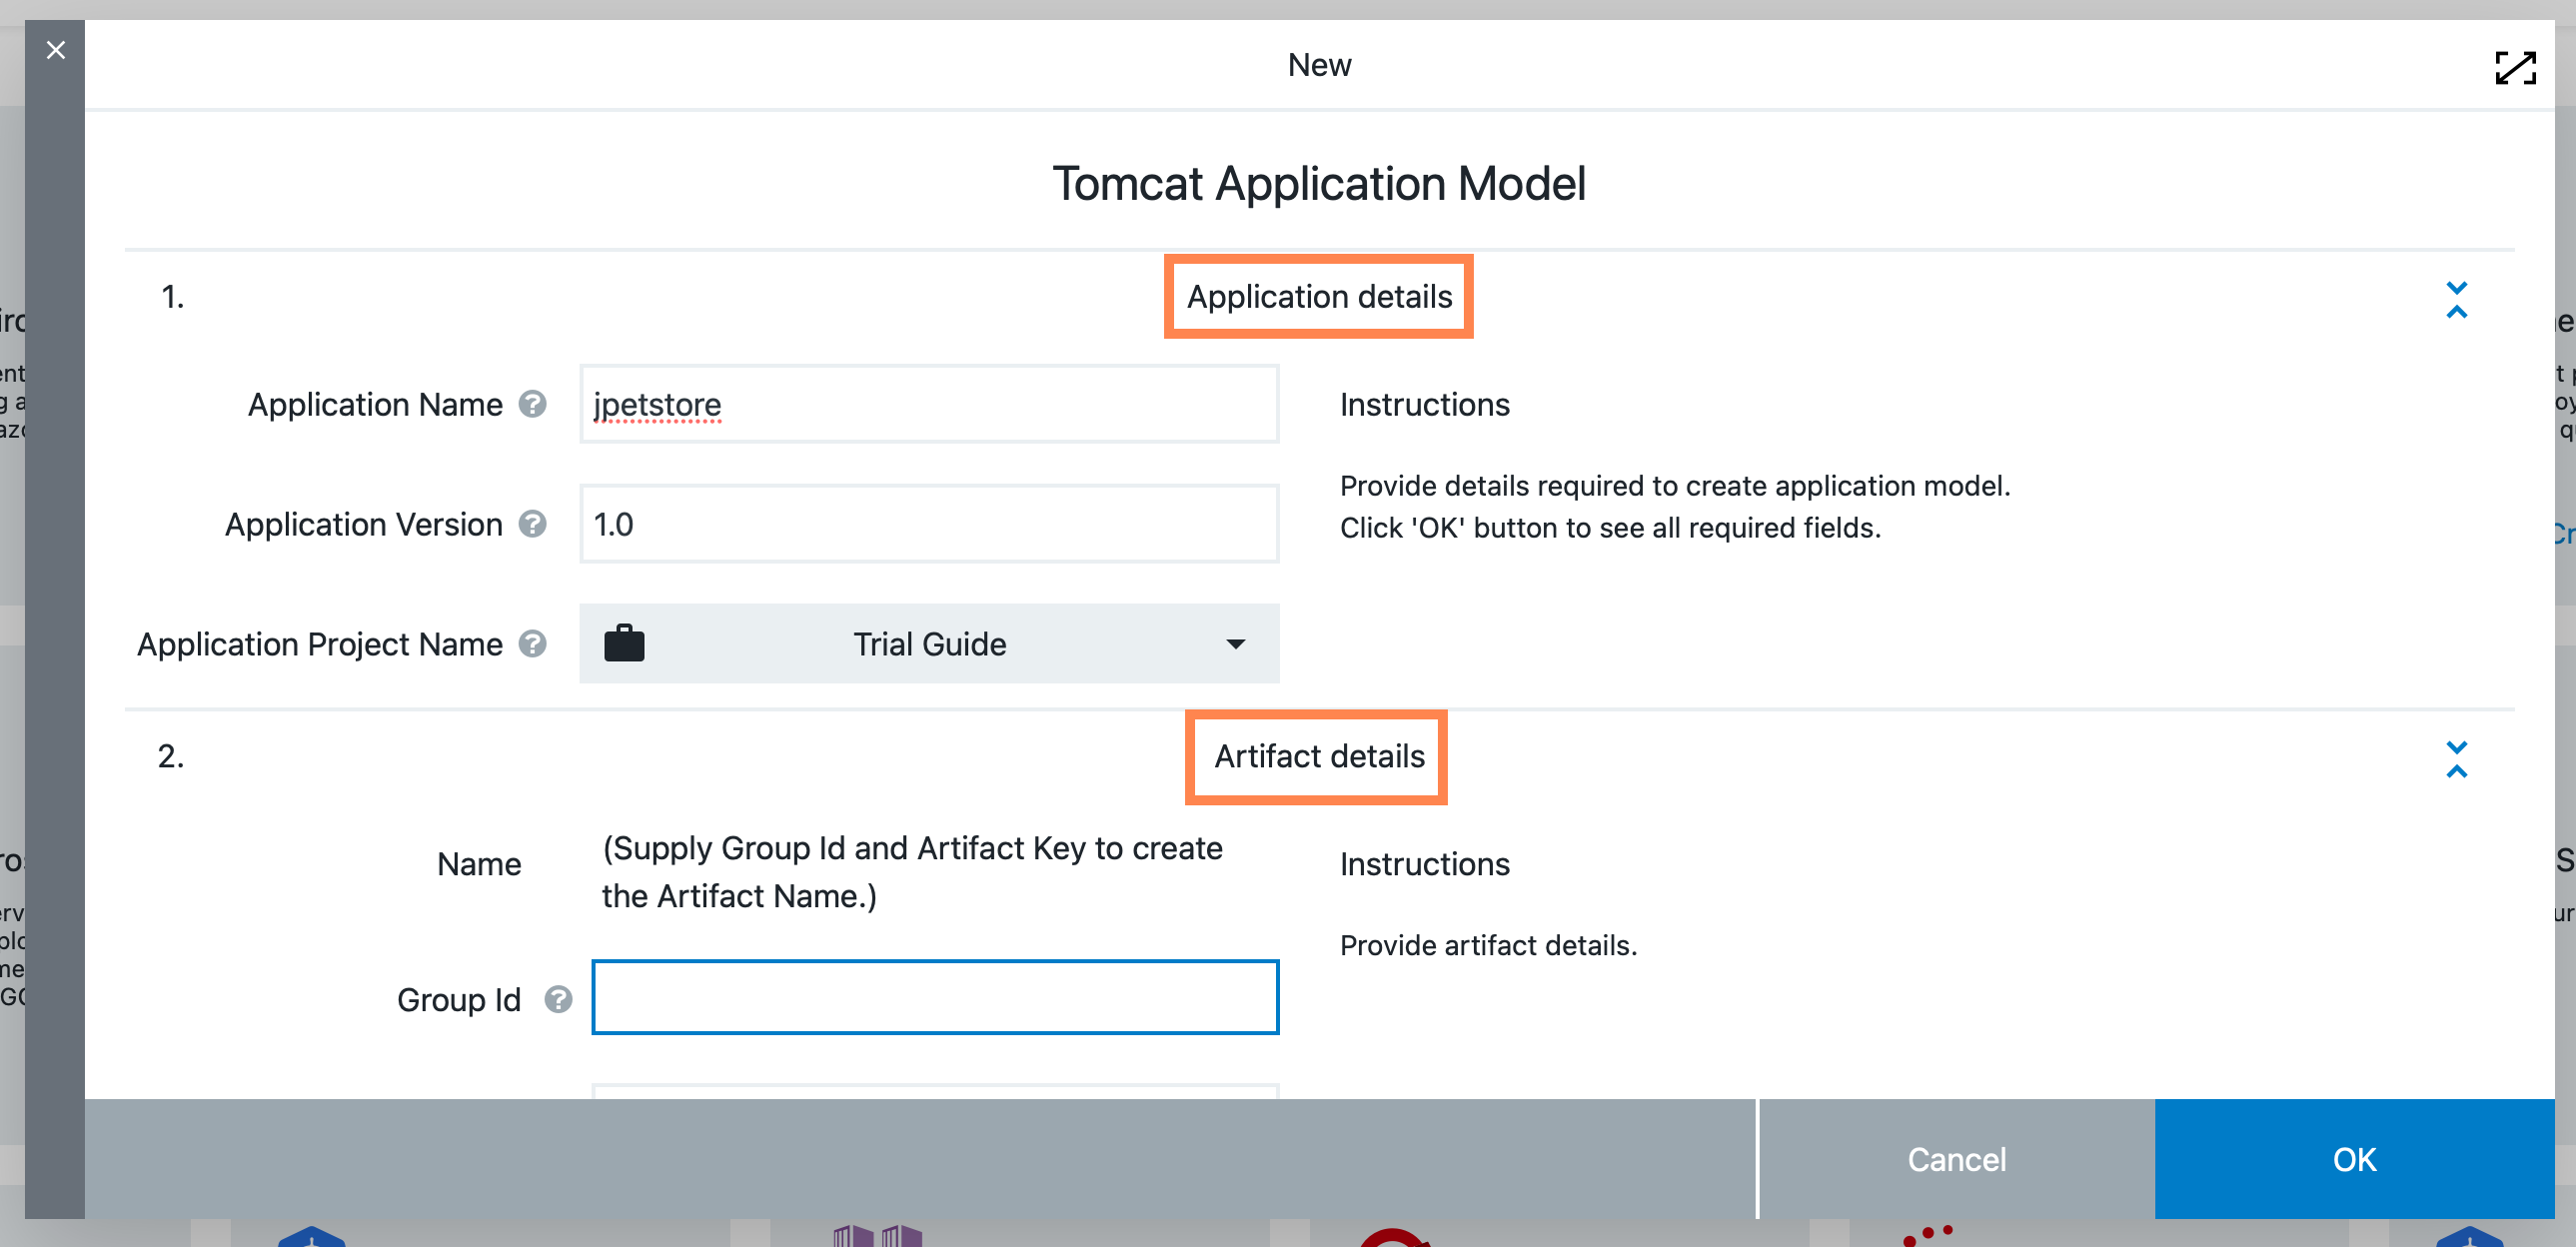 New
Tomcat Application Model
1.
Application details
Application Name
jpetstore
Instructions
Provide details required to create application model.
Click 'OK' button to see all required fields.
Application Version
1.0
Application Project Name
Trial Guide
2.
Artifact details
Name
(Supply Group Id and Artifact Key to create
the Artifact Name.)
Instructions
Provide artifact details.
Group Id
Cancel
OK